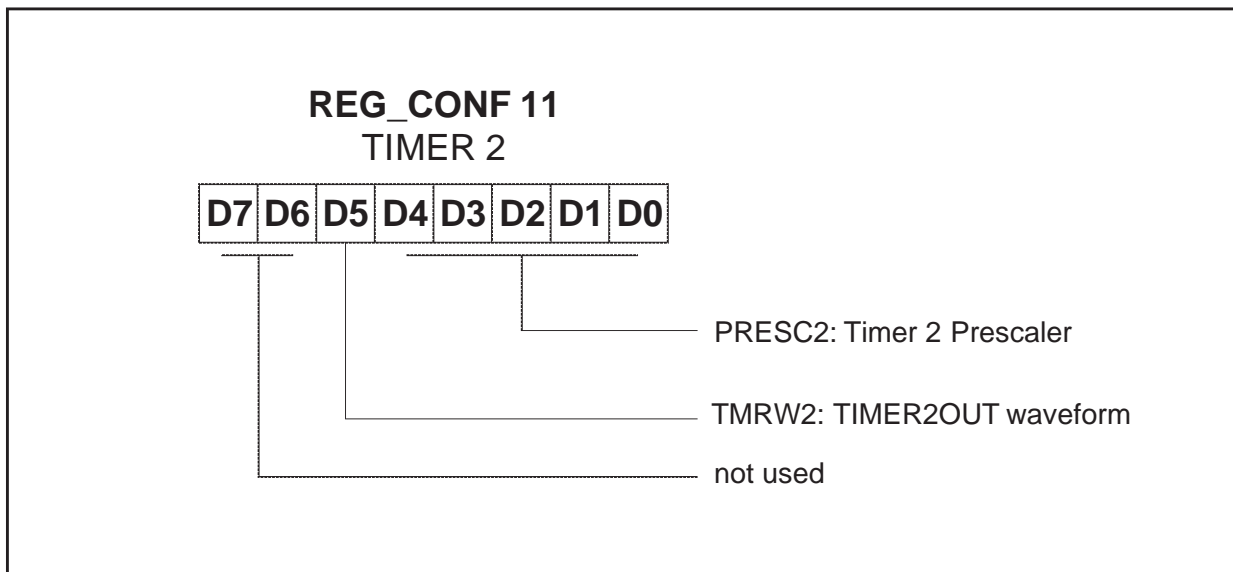 REG_CONF 11
TIMER 2
D7 D6 D5 D4 D3 D2 D1 D0
PRESC2: Timer 2 Prescaler
TMRW2: TIMER2OUT waveform
not used